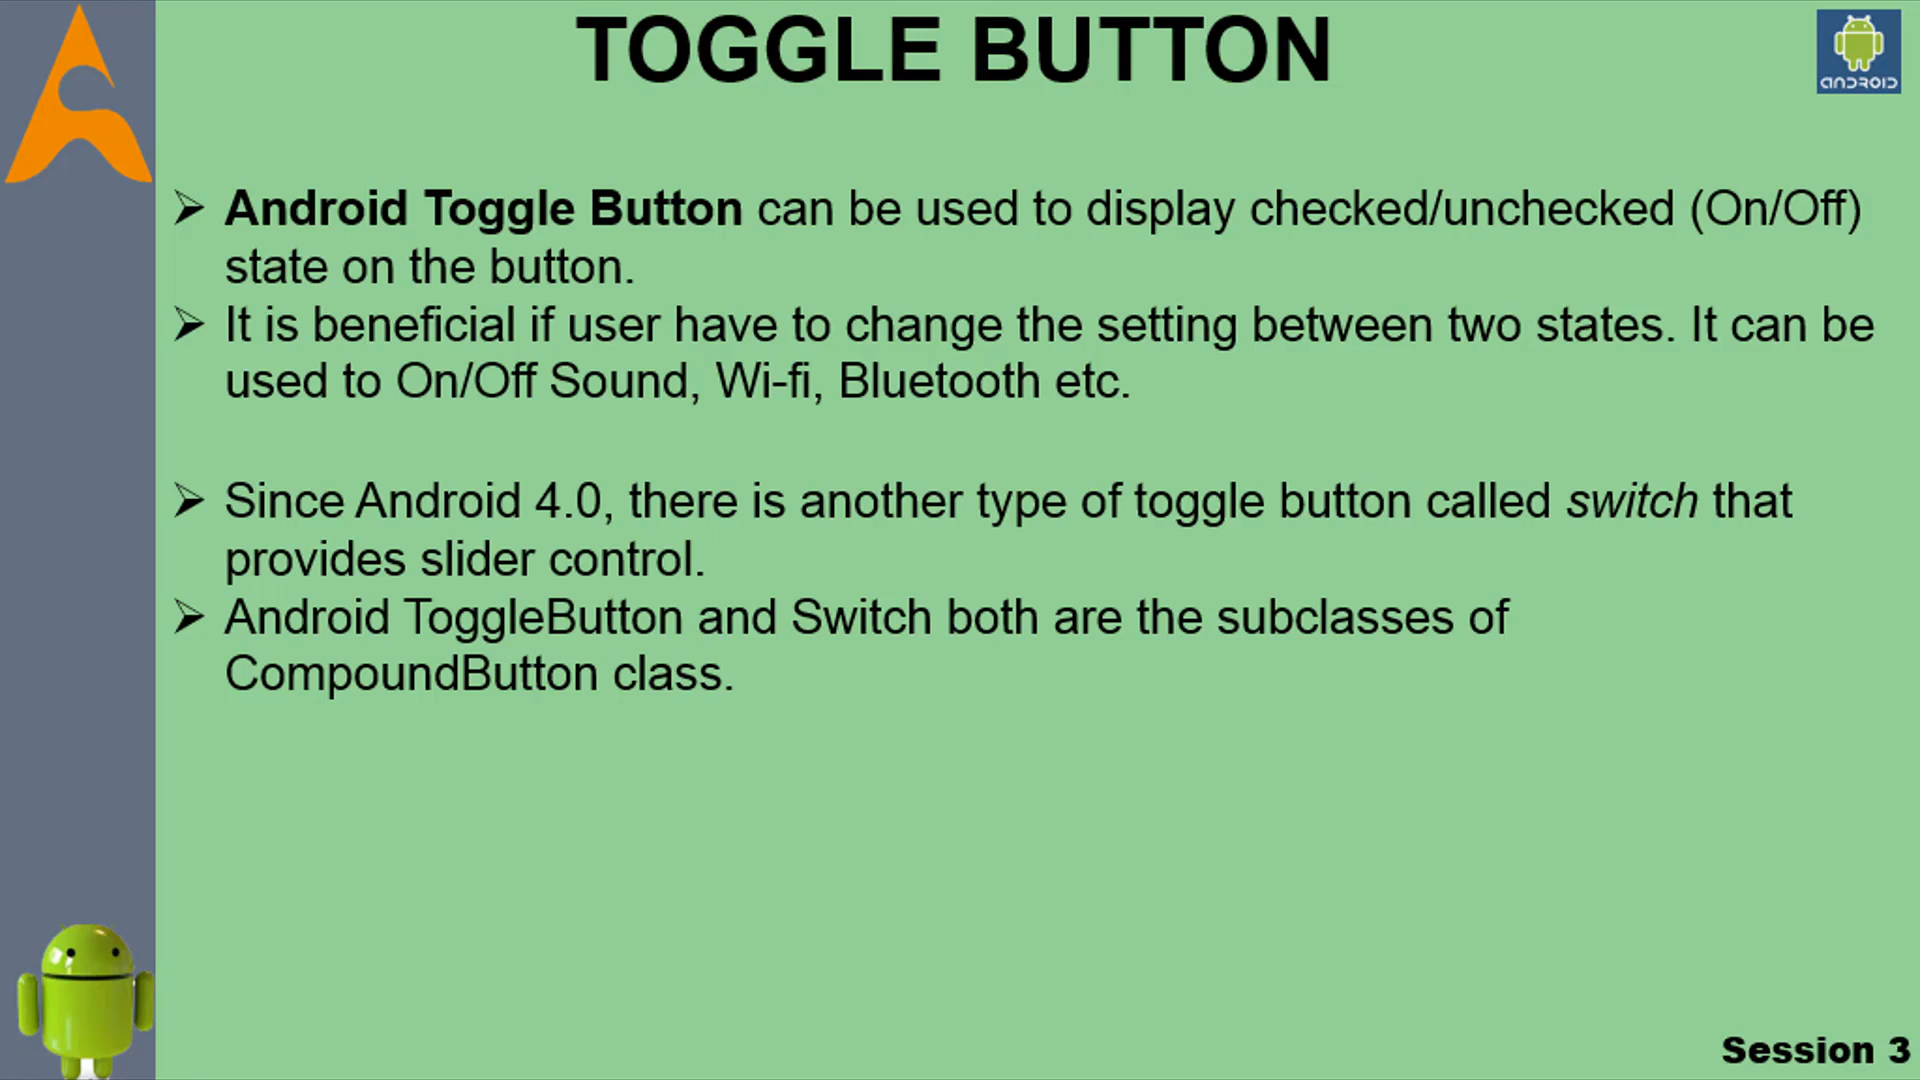 TOGGLE BUTTON
ANDROID
➢ Android Toggle Button can be used to display checked/unchecked (On/Off)
state on the button.
➢ It is beneficial if user have to change the setting between two states. It can be
used to On/Off Sound, Wi-fi, Bluetooth etc.
➢ Since Android 4.0, there is another type of toggle button called switch that
provides slider control.
➢ Android ToggleButton and Switch both are the subclasses of
CompoundButton class.
Session 3